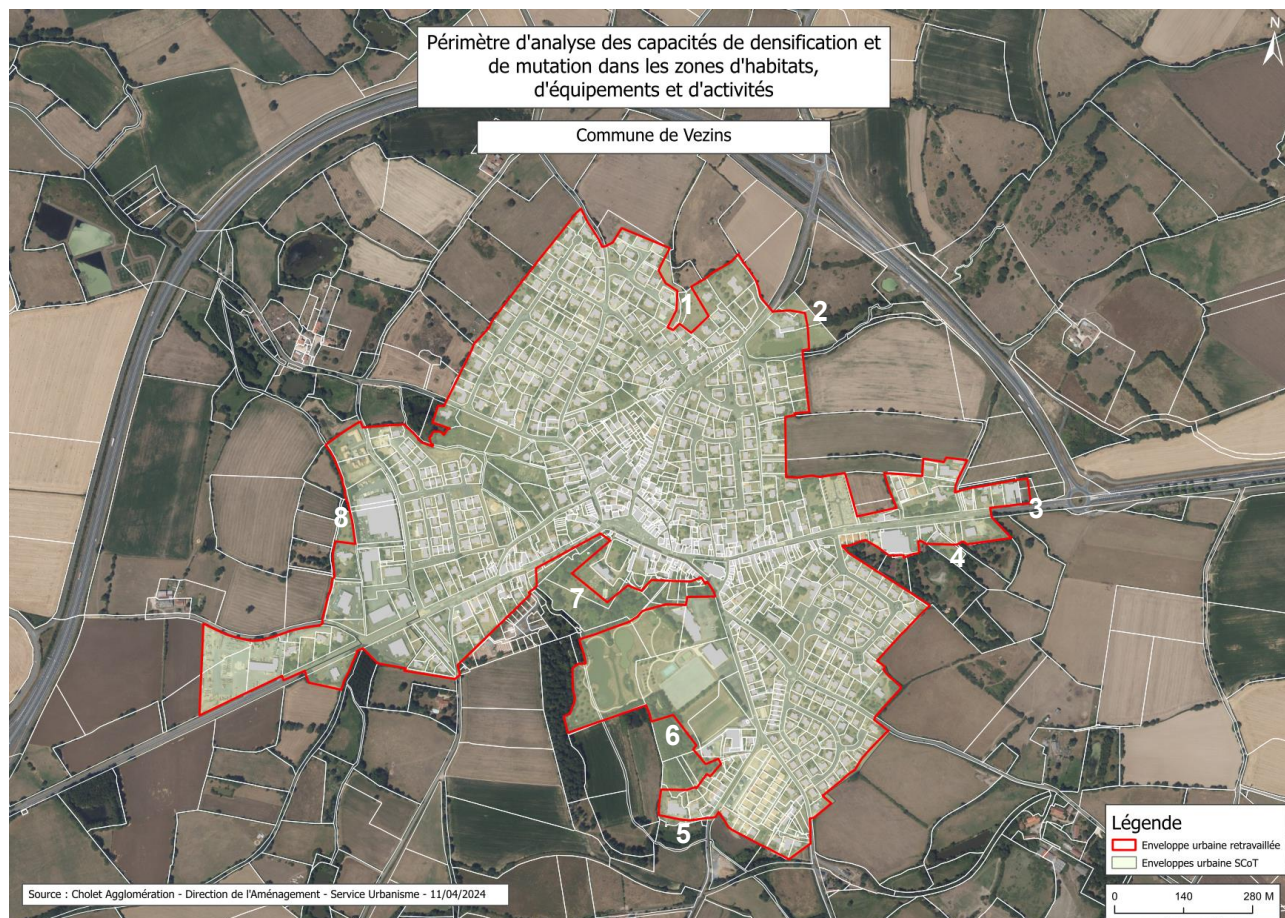 N
Périmètre d'analyse des capacités de densification et
de mutation dans les zones d'habitats,
d'équipements et d'activités
Commune de Vezins
1
2
3
4
5
6
7
8
Légende
Enveloppe urbaine retravaillée
Enveloppes urbaine SCoT
0 140 280 M
Source : Cholet Agglomération - Direction de l'Aménagement - Service Urbanisme - 11/04/2024